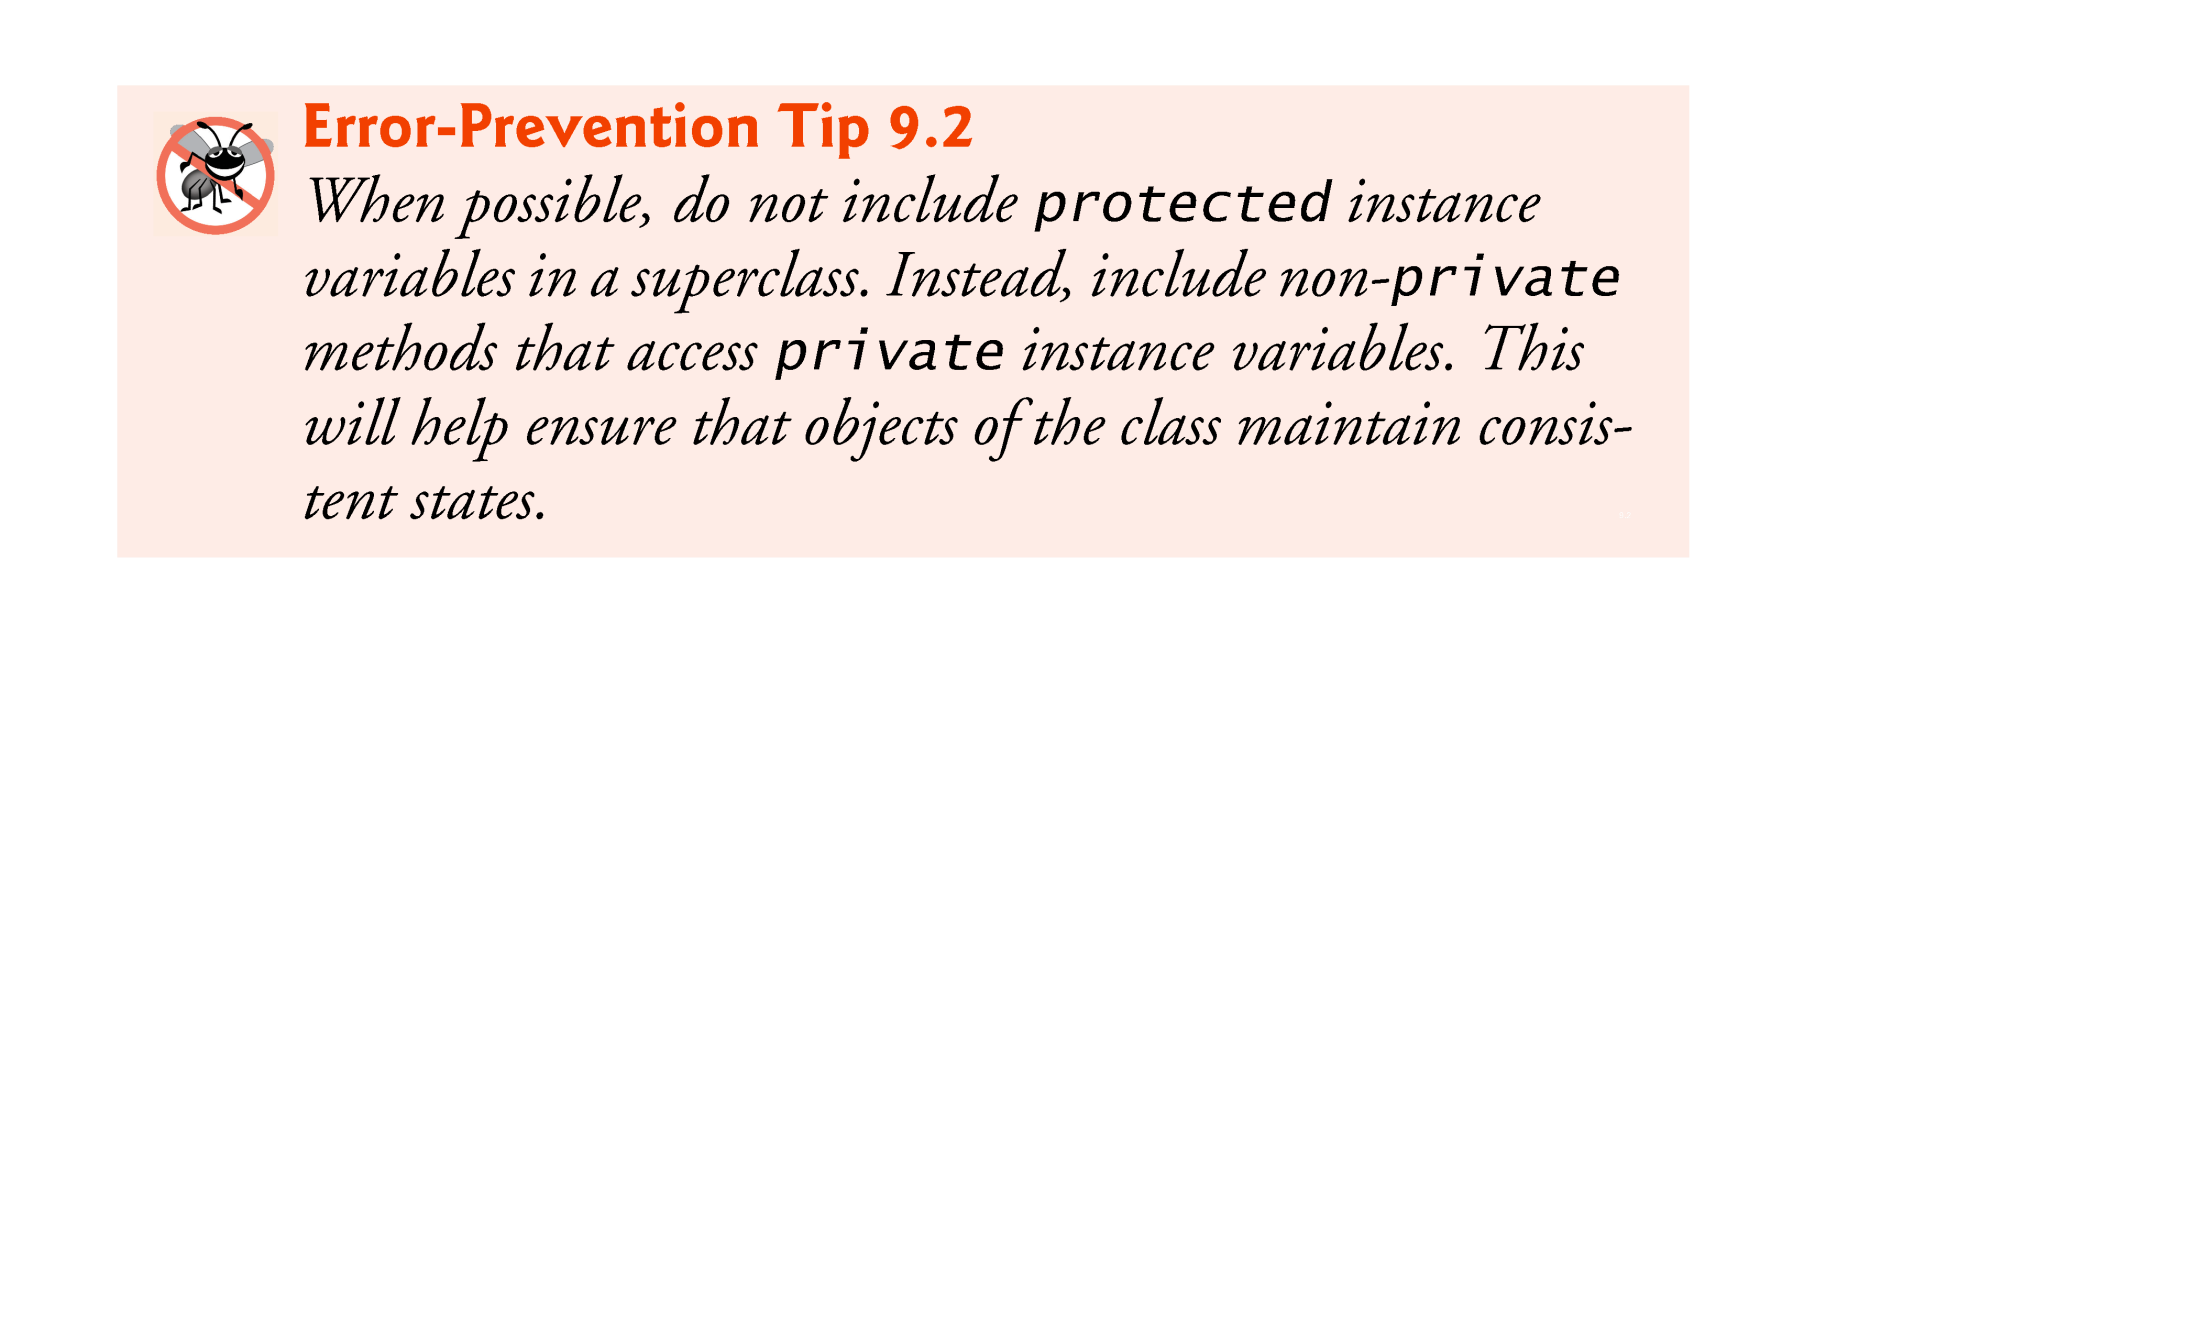 Error-Prevention Tip 9.2
When possible, do not include protected instance
variables in a superclass. Instead, include non-private
methods that access private instance variables. This
will help ensure that objects of the class maintain consis-
tent states.